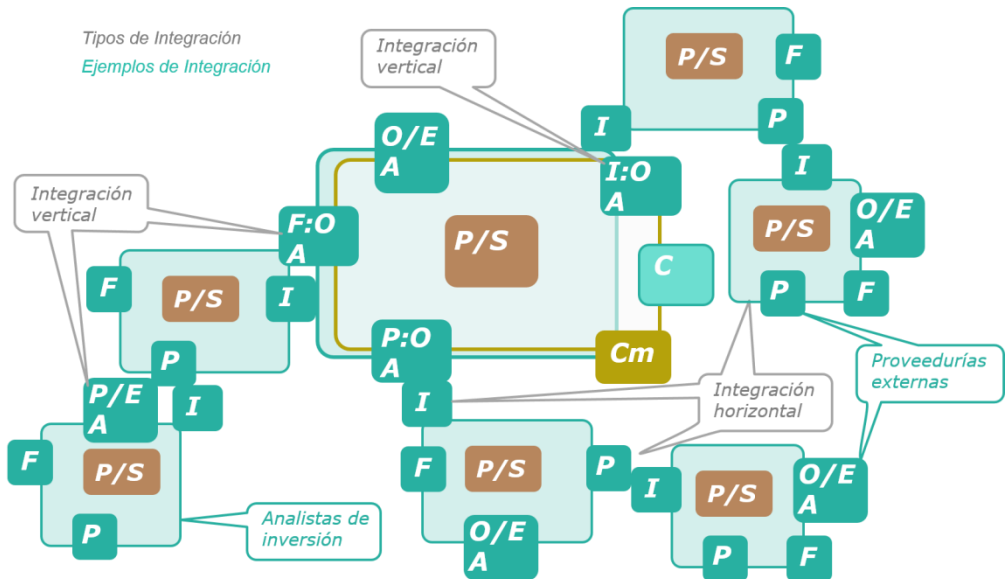 Tipos de Integración
Ejemplos de Integración
Integración
vertical
P/S
F
I
P
O/E
A
I
I:O
A
Integración
vertical
F:O
A
P/S
C
P/S
O/E
A
P
F
F
P/S
I
P
P:O
A
Cm
P/E
A
I
I
Integración
horizontal
Proveedurías
externas
F
P/S
P
Analistas de
inversión
F
P/S
P
O/E
A
I
P/S
O/E
A
P
F